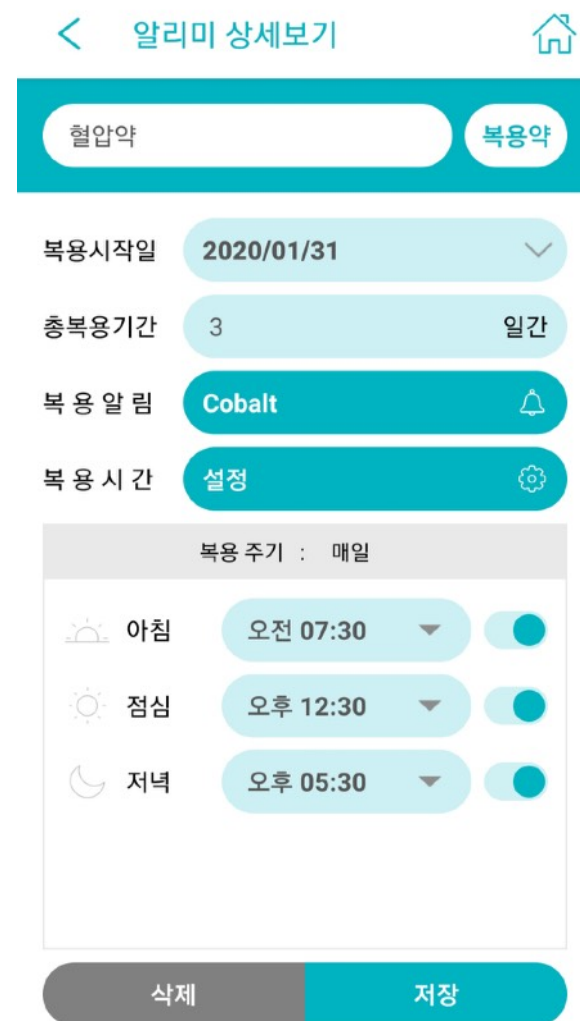 알리미 상세보기
혈압약 복용약
복용시작일 2020/01/31
총복용기간 3 일간
복 용 알 림 Cobalt
복 용 시 간 설정
복용 주기 : 매일
아침 오전 07:30
점심 오후 12:30
저녁 오후 05:30
삭제 저장